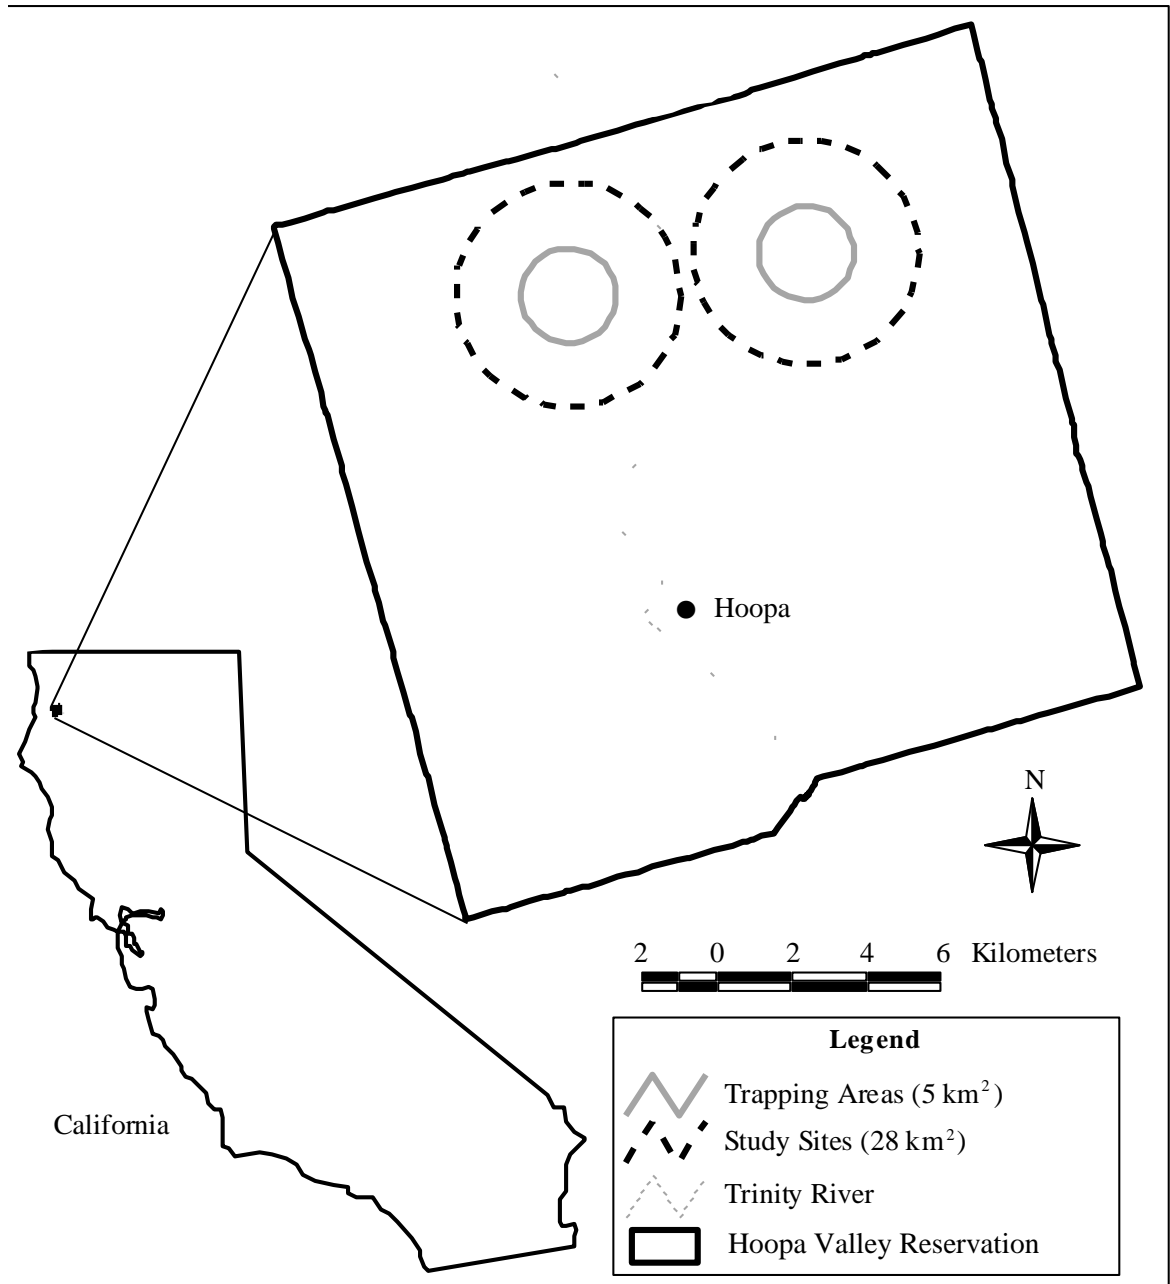 Hoopa
N
2 0 2 4 6 Kilometers
Legend
Trapping Areas (5 km²)
Study Sites (28 km²)
Trinity River
Hoopa Valley Reservation
California